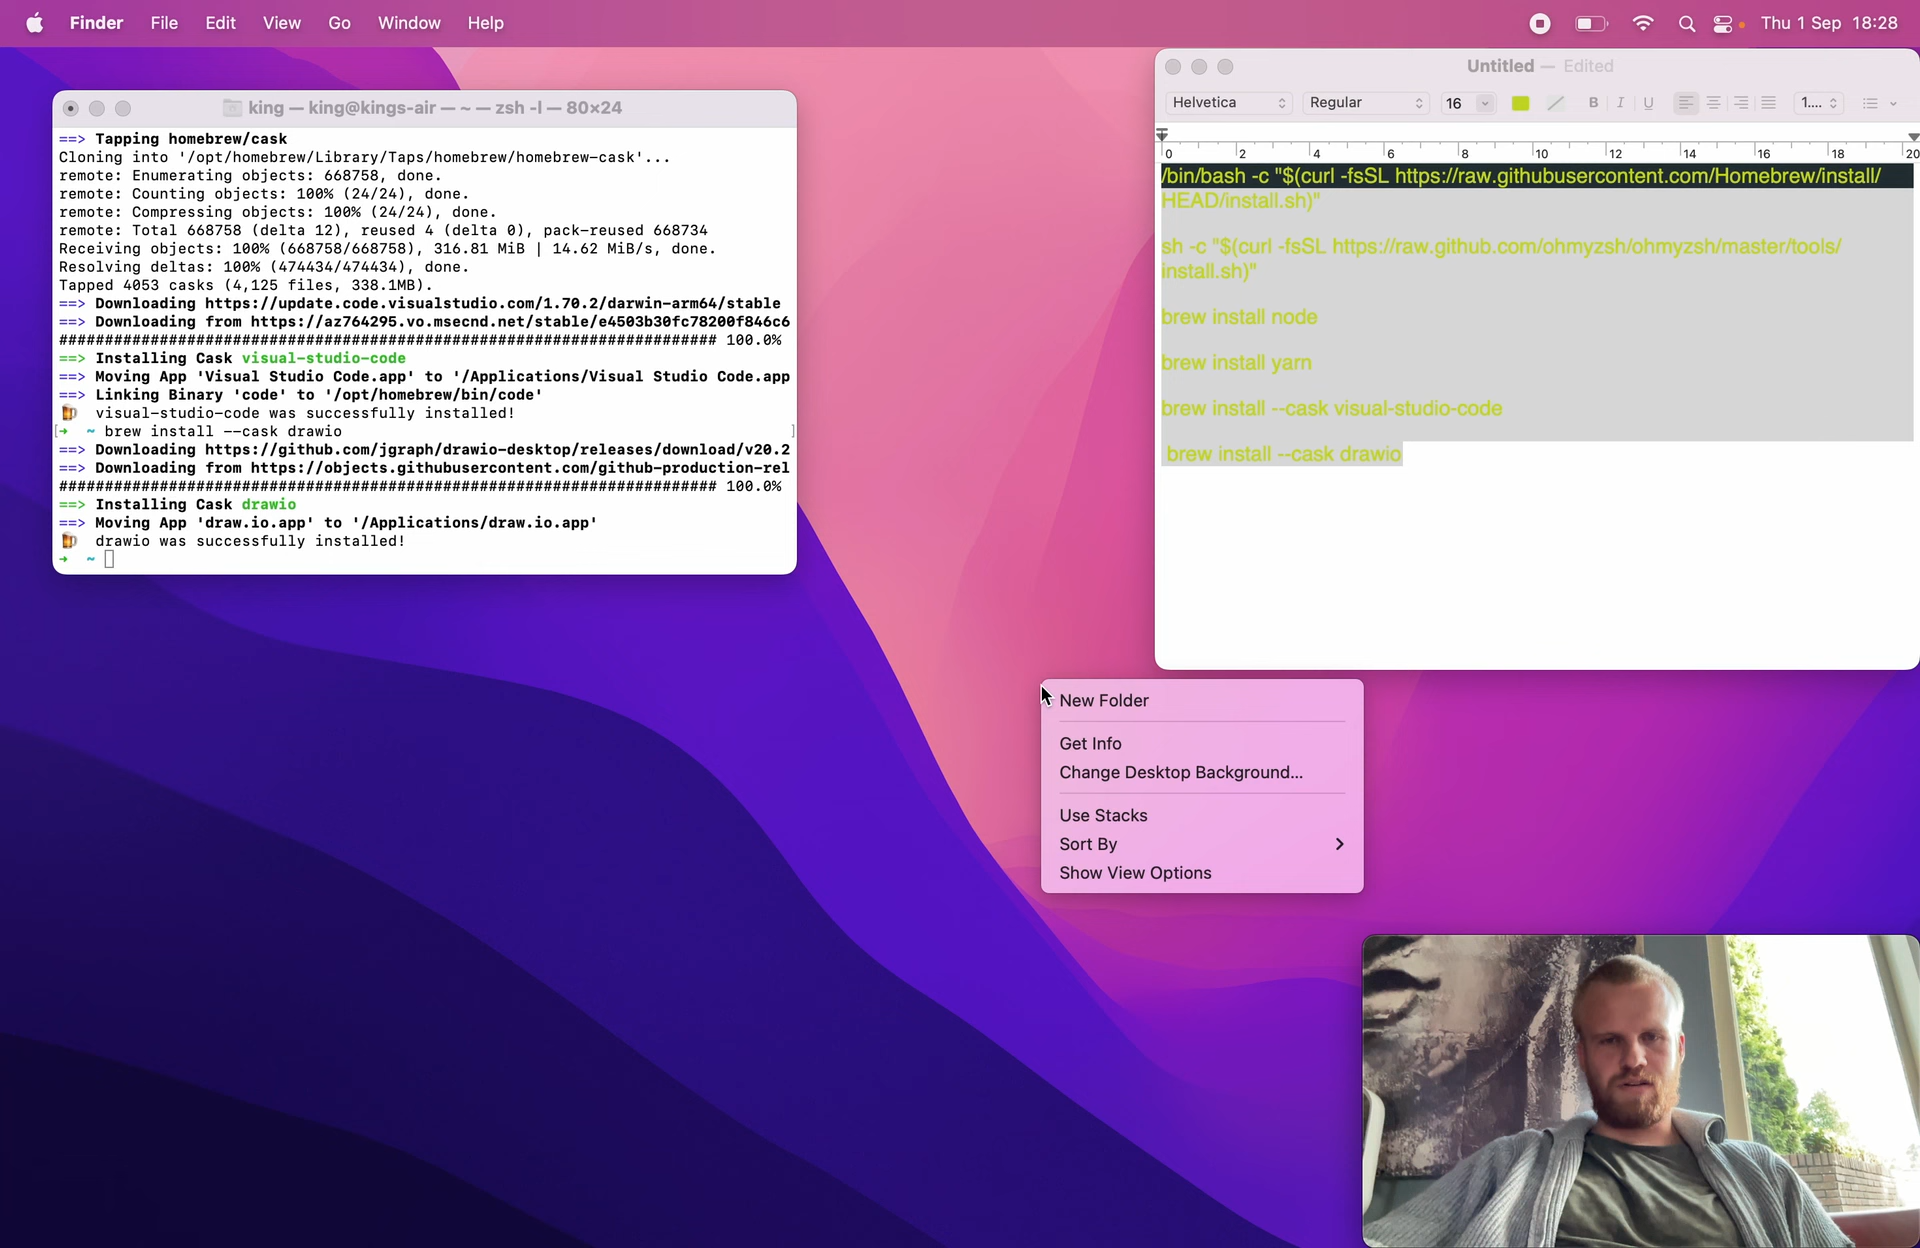 Finder File Edit View Go Window Help
Thu 1 Sep 18:28
king — king@kings-air — ~ — zsh -l — 80×24
==> Tapping homebrew/cask
Cloning into '/opt/homebrew/Library/Taps/homebrew/homebrew-cask'...
remote: Enumerating objects: 668758, done.
remote: Counting objects: 100% (24/24), done.
remote: Compressing objects: 100% (24/24), done.
remote: Total 668758 (delta 12), reused 4 (delta 0), pack-reused 668734
Receiving objects: 100% (668758/668758), 316.81 MiB | 14.62 MiB/s, done.
Resolving deltas: 100% (474434/474434), done.
Tapped 4053 casks (4,125 files, 338.1MB).
==> Downloading https://update.code.visualstudio.com/1.70.2/darwin-arm64/stable
==> Downloading from https://az764295.vo.msecnd.net/stable/e4503b30fc78200f846c6
######################################################################## 100.0%
==> Installing Cask visual-studio-code
==> Moving App 'Visual Studio Code.app' to '/Applications/Visual Studio Code.app
==> Linking Binary 'code' to '/opt/homebrew/bin/code'
🍺  visual-studio-code was successfully installed!
[➜  ~ brew install --cask drawio ]
==> Downloading https://github.com/jgraph/drawio-desktop/releases/download/v20.2
==> Downloading from https://objects.githubusercontent.com/github-production-rel
######################################################################## 100.0%
==> Installing Cask drawio
==> Moving App 'draw.io.app' to '/Applications/draw.io.app'
🍺  drawio was successfully installed!
➜  ~
Untitled — Edited
Helvetica Regular 16 B I U 1....
0 2 4 6 8 10 12 14 16 18 20
/bin/bash -c "$(curl -fsSL https://raw.githubusercontent.com/Homebrew/install/
HEAD/install.sh)"
sh -c "$(curl -fsSL https://raw.github.com/ohmyzsh/ohmyzsh/master/tools/
install.sh)"
brew install node
brew install yarn
brew install --cask visual-studio-code
brew install --cask drawio
New Folder
Get Info
Change Desktop Background...
Use Stacks
Sort By
Show View Options